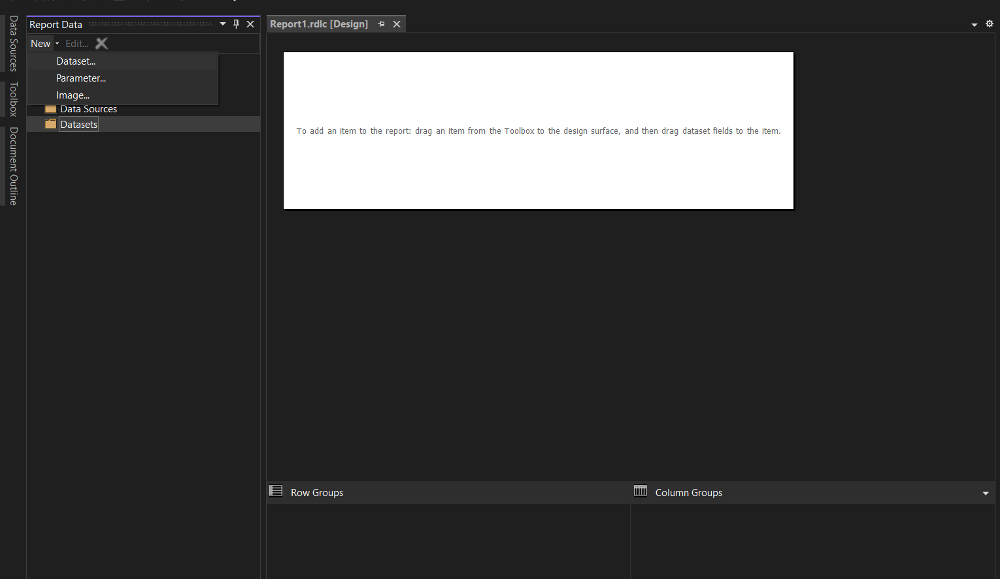 Data Sources
Toolbox
Document Outline
Report Data
New
Edit...
Dataset...
Parameter...
Image...
Data Sources
Datasets
Report1.rdlc [Design]
To add an item to the report: drag an item from the Toolbox to the design surface, and then drag dataset fields to the item.
Row Groups
Column Groups